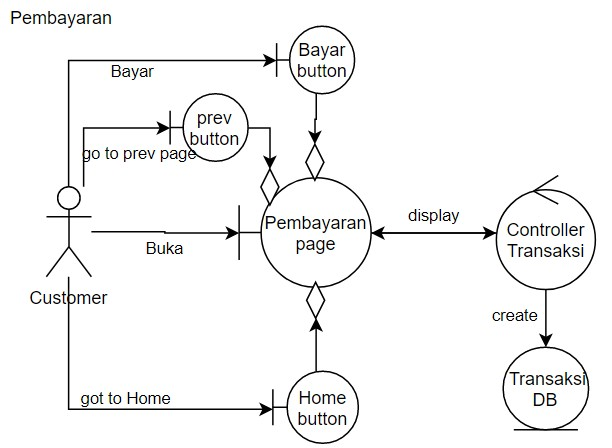 Pembayaran
Bayar
button
Bayar
prev
button
go to prev page
Pembayaran
page
display
Controller
Transaksi
Buka
Customer
create
got to Home
Home
button
Transaksi
DB